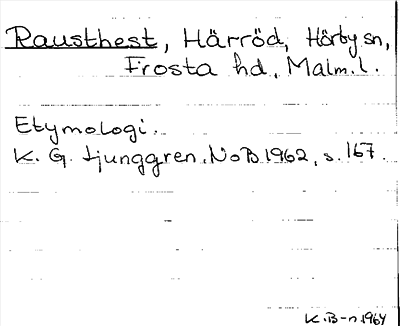 Rausthest, Härröd, Hörby sn,
Frosta hd, Malm. l.
Etymologi.
K. G. Ljunggren. NoB 1962, s. 167.
K.B-n 1964